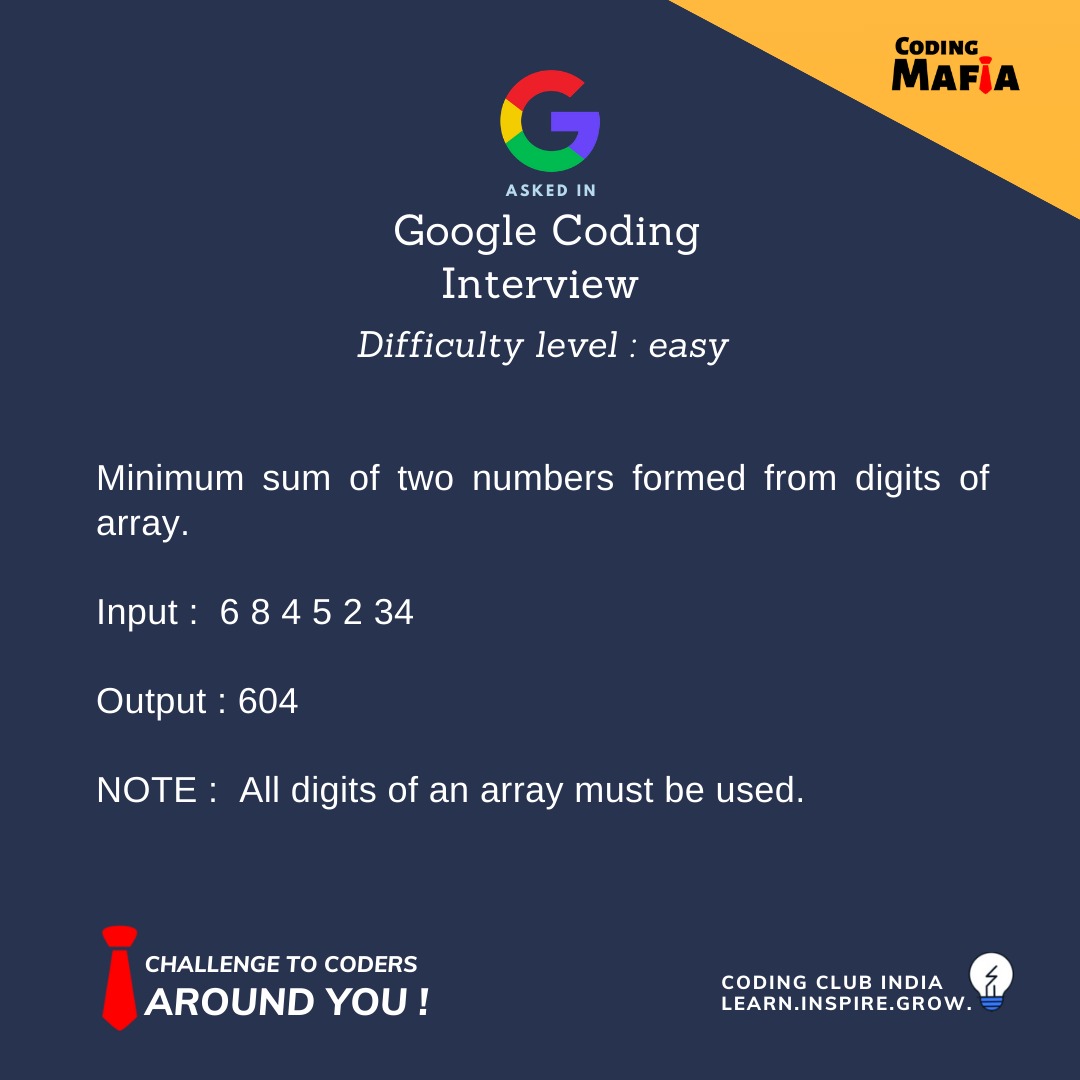 CODING
MAFIA
ASKED IN
Google Coding
Interview
Difficulty level : easy
Minimum sum of two numbers formed from digits of
array.
Input : 6 8 4 5 2 34
Output : 604
NOTE : All digits of an array must be used.
CHALLENGE TO CODERS
AROUND YOU !
CODING CLUB INDIA
LEARN.INSPIRE.GROW.